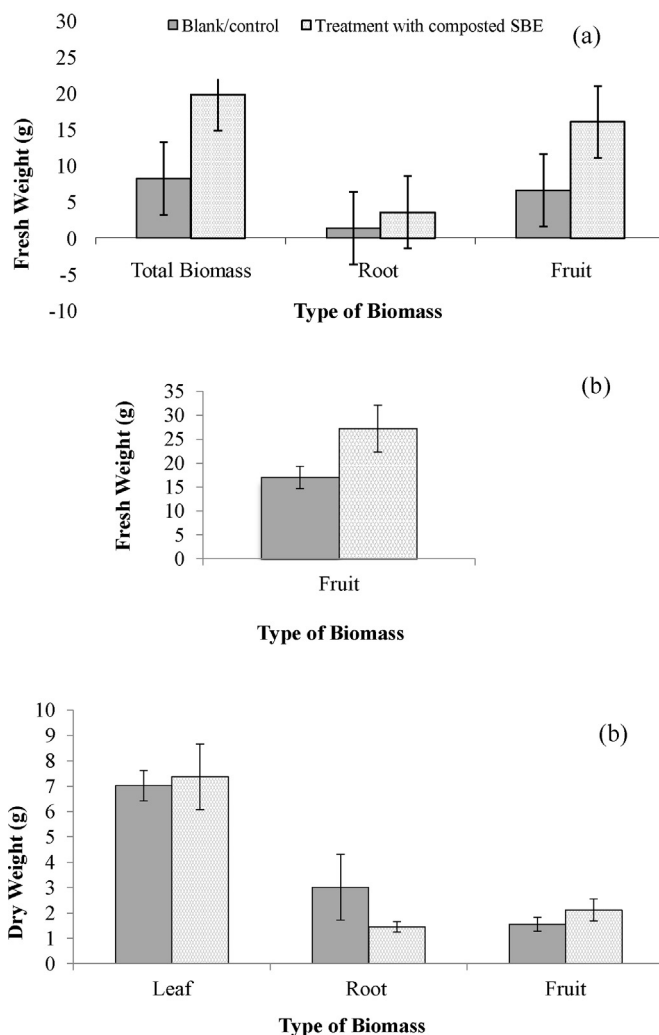 Blank/control Treatment with composted SBE
(a)
30
25
20
15
10
5
0
-5
-10
Fresh Weight (g)
Total Biomass Root Fruit
Type of Biomass
(b)
35
30
25
20
15
10
5
0
Fresh Weight (g)
Fruit
Type of Biomass
(b)
10
9
8
7
6
5
4
3
2
1
0
Dry Weight (g)
Leaf Root Fruit
Type of Biomass